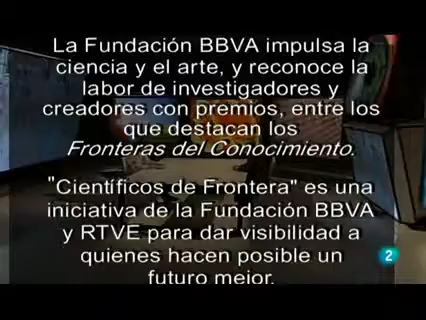 La Fundación BBVA impulsa la
ciencia y el arte, y reconoce la
labor de investigadores y
creadores con premios, entre los
que destacan los
Fronteras del Conocimiento.
"Científicos de Frontera" es una
iniciativa de la Fundación BBVA
y RTVE para dar visibilidad a
quienes hacen posible un
futuro mejor.
2